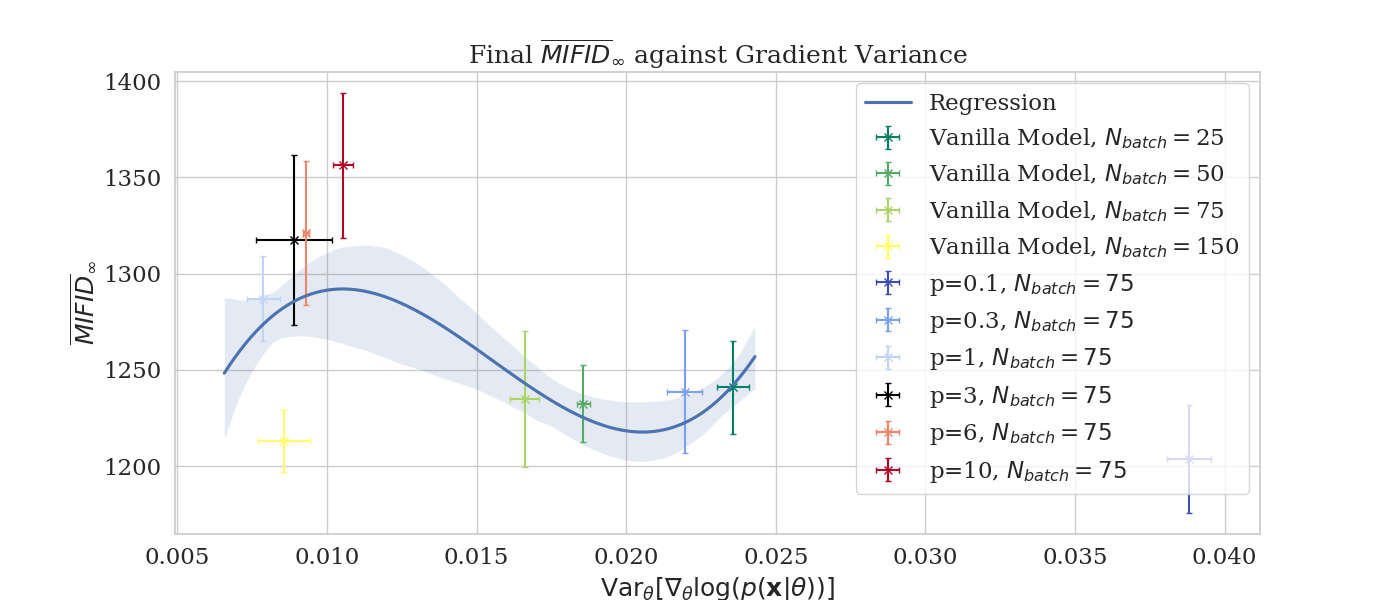 Final $\overline{MIFID}_\infty$ against Gradient Variance
$\overline{MIFID}_\infty$
1400
1350
1300
1250
1200
0.005 0.010 0.015 0.020 0.025 0.030 0.035 0.040
$\mathrm{Var}_\theta[\nabla_\theta \log(p(\mathbf{x}|\theta))]$
Regression
Vanilla Model, $N_{batch} = 25$
Vanilla Model, $N_{batch} = 50$
Vanilla Model, $N_{batch} = 75$
Vanilla Model, $N_{batch} = 150$
p=0.1, $N_{batch} = 75$
p=0.3, $N_{batch} = 75$
p=1, $N_{batch} = 75$
p=3, $N_{batch} = 75$
p=6, $N_{batch} = 75$
p=10, $N_{batch} = 75$